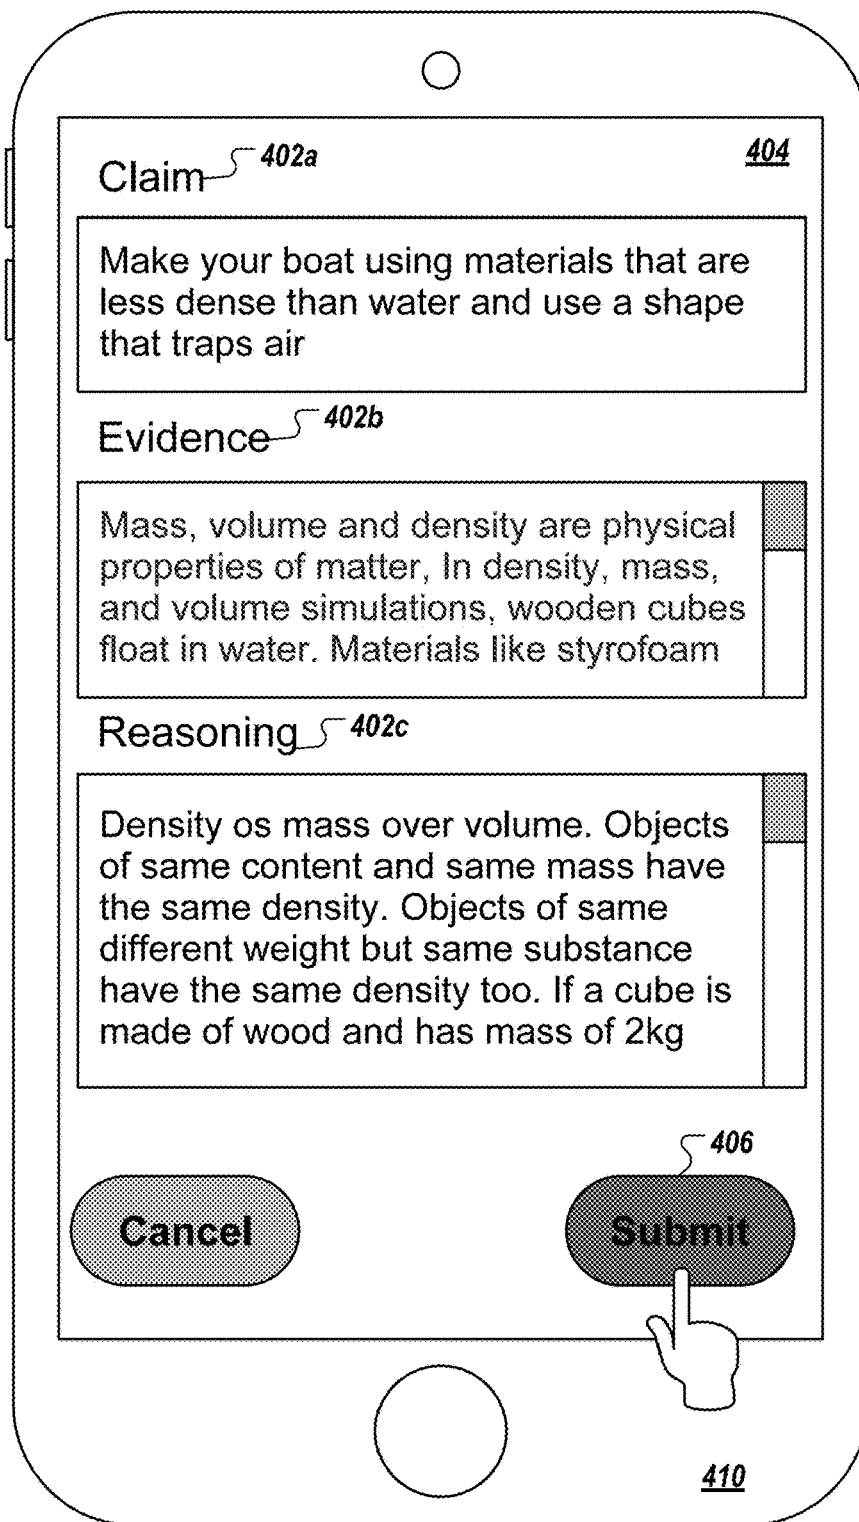 404
Claim 402a
Make your boat using materials that are
less dense than water and use a shape
that traps air
Evidence 402b
Mass, volume and density are physical
properties of matter, In density, mass,
and volume simulations, wooden cubes
float in water. Materials like styrofoam
Reasoning 402c
Density os mass over volume. Objects
of same content and same mass have
the same density. Objects of same
different weight but same substance
have the same density too. If a cube is
made of wood and has mass of 2kg
406
Cancel
Submit
410